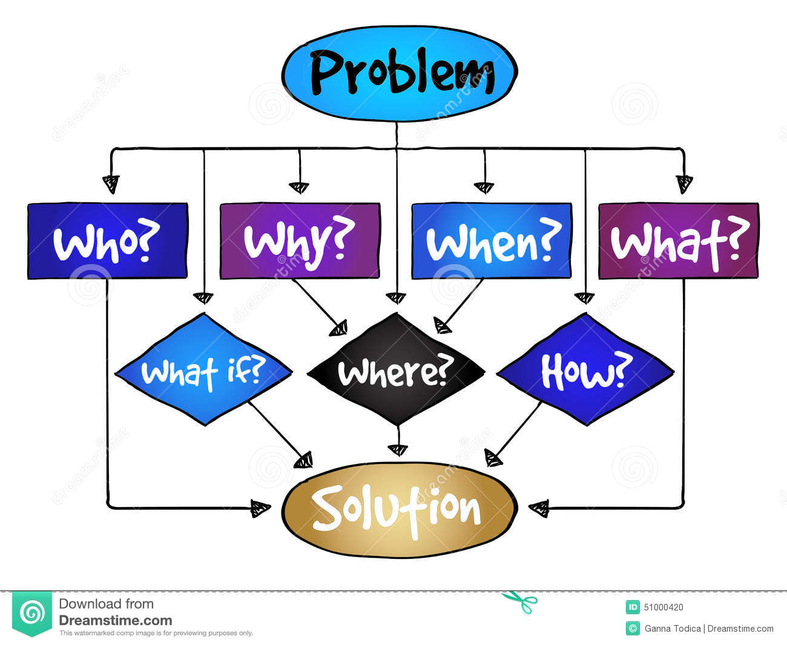 Problem
Who?
Why?
When?
What?
What if?
Where?
How?
Solution
Download from
Dreamstime.com
This watermarked comp image is for previewing purposes only.
ID 51000420
© Ganna Todica | Dreamstime.com
dreamstime